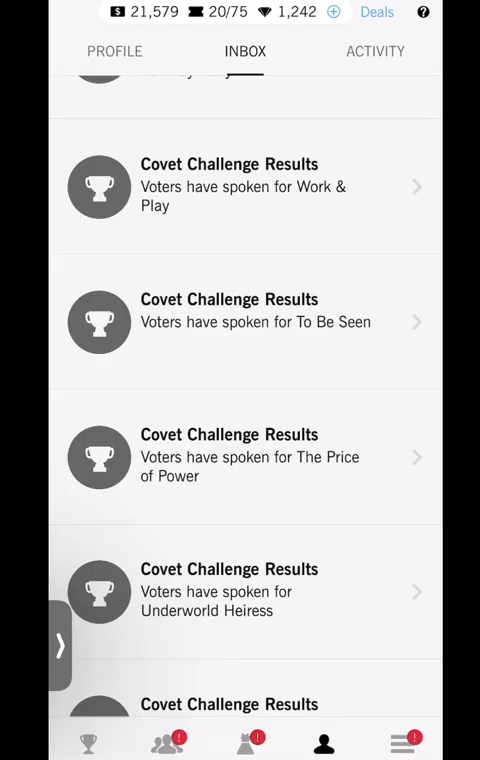 21,579 20/75 1,242 Deals ?
PROFILE INBOX ACTIVITY
Covet Challenge Results
Voters have spoken for Work &
Play
Covet Challenge Results
Voters have spoken for To Be Seen
Covet Challenge Results
Voters have spoken for The Price
of Power
Covet Challenge Results
Voters have spoken for
Underworld Heiress
Covet Challenge Results